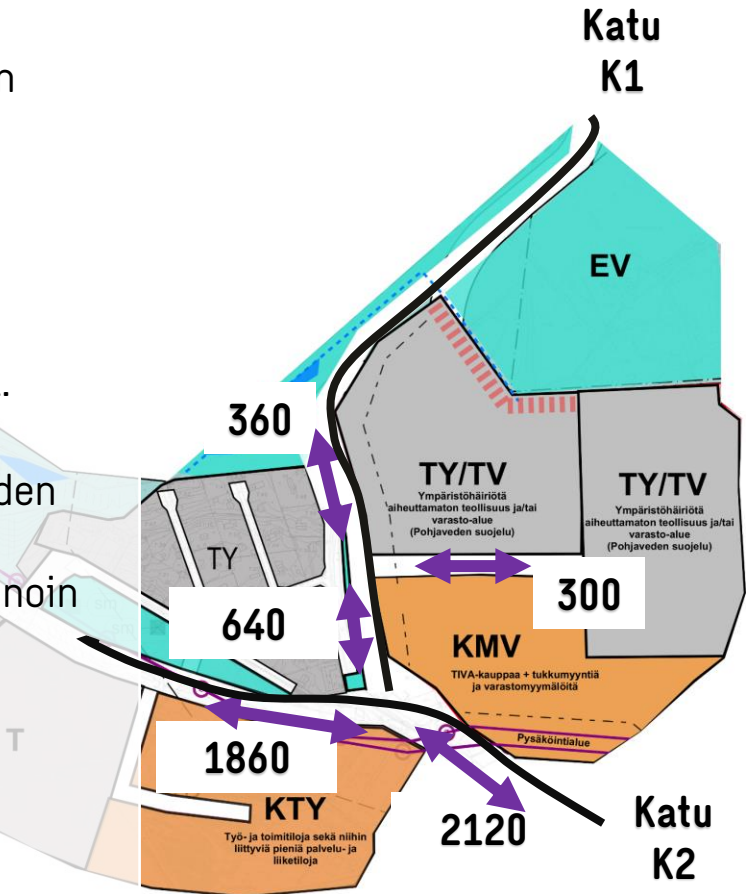 Katu
K1
n
EV
.
360
den
TY/TV
Ympäristöhäiriötä
aiheuttamaton teollisuus ja/tai
varasto-alue
(Pohjaveden suojelu)
TY/TV
Ympäristöhäiriötä
aiheuttamaton teollisuus ja/tai
varasto-alue
(Pohjaveden suojelu)
TY
noin
640
300
KMV
TIVA-kauppaa + tukkumyyntiä
ja varastomyymälöitä
T
1860
Pysäköintialue
KTY
Työ- ja toimitiloja sekä niihin
liittyviä pieniä palvelu- ja
liiketiloja
2120
Katu
K2